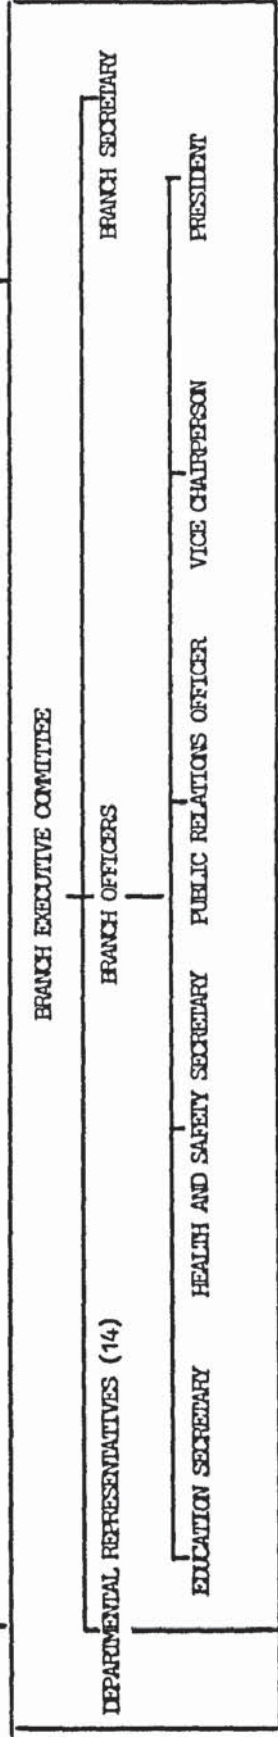 BRANCH EXECUTIVE COMMITTEE
DEPARTMENTAL REPRESENTATIVES (14) BRANCH OFFICERS BRANCH SECRETARY
EDUCATION SECRETARY HEALTH AND SAFETY SECRETARY PUBLIC RELATIONS OFFICER VICE CHAIRPERSON PRESIDENT